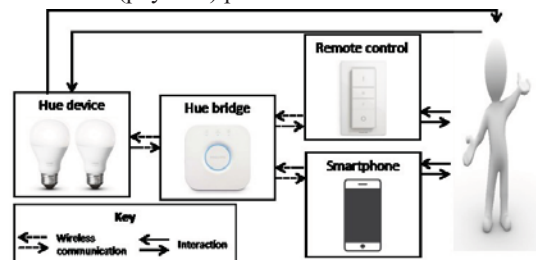 Remote control
Hue device
Hue bridge
Smartphone
Key
Wireless
communication
Interaction